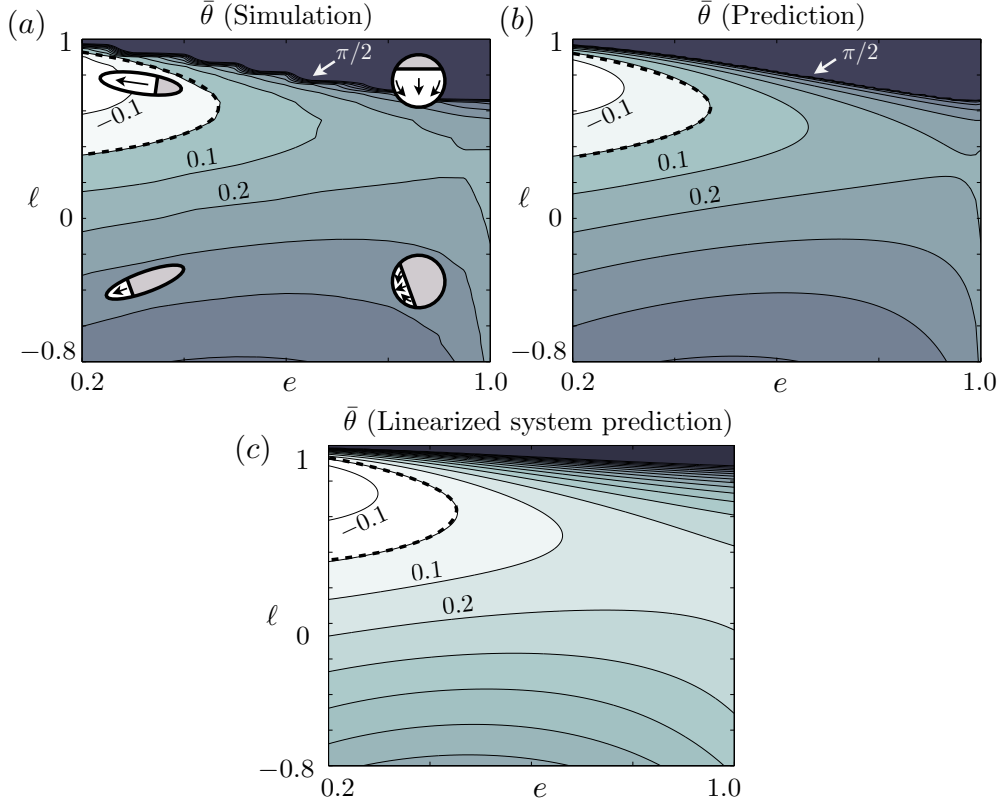 (a)
θ̄ (Simulation)
1
π/2
−0.1
0.1
0.2
ℓ
0
−0.8
0.2
e
1.0
(b)
θ̄ (Prediction)
1
π/2
−0.1
0.1
0.2
ℓ
0
−0.8
0.2
e
1.0
(c)
θ̄ (Linearized system prediction)
1
−0.1
0.1
0.2
ℓ
0
−0.8
0.2
e
1.0